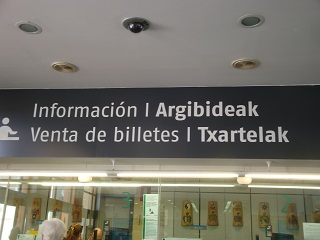 Información | Argibideak
Venta de billetes | Txartelak